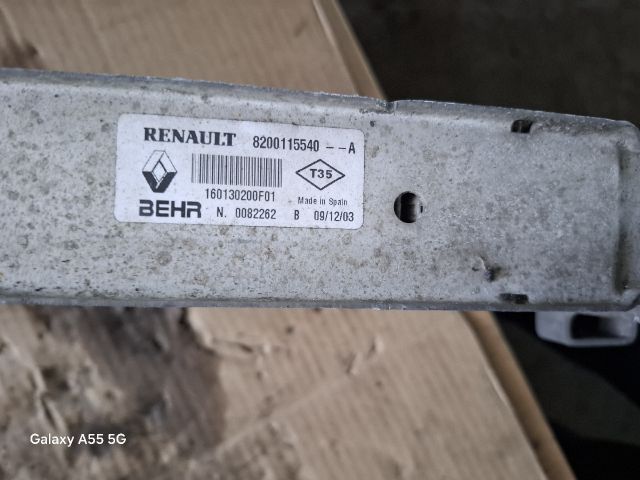 RENAULT 8200115540 -- A
T35
160130200F01 Made in Spain
BEHR N. 0082262 B 09/12/03
Galaxy A55 5G